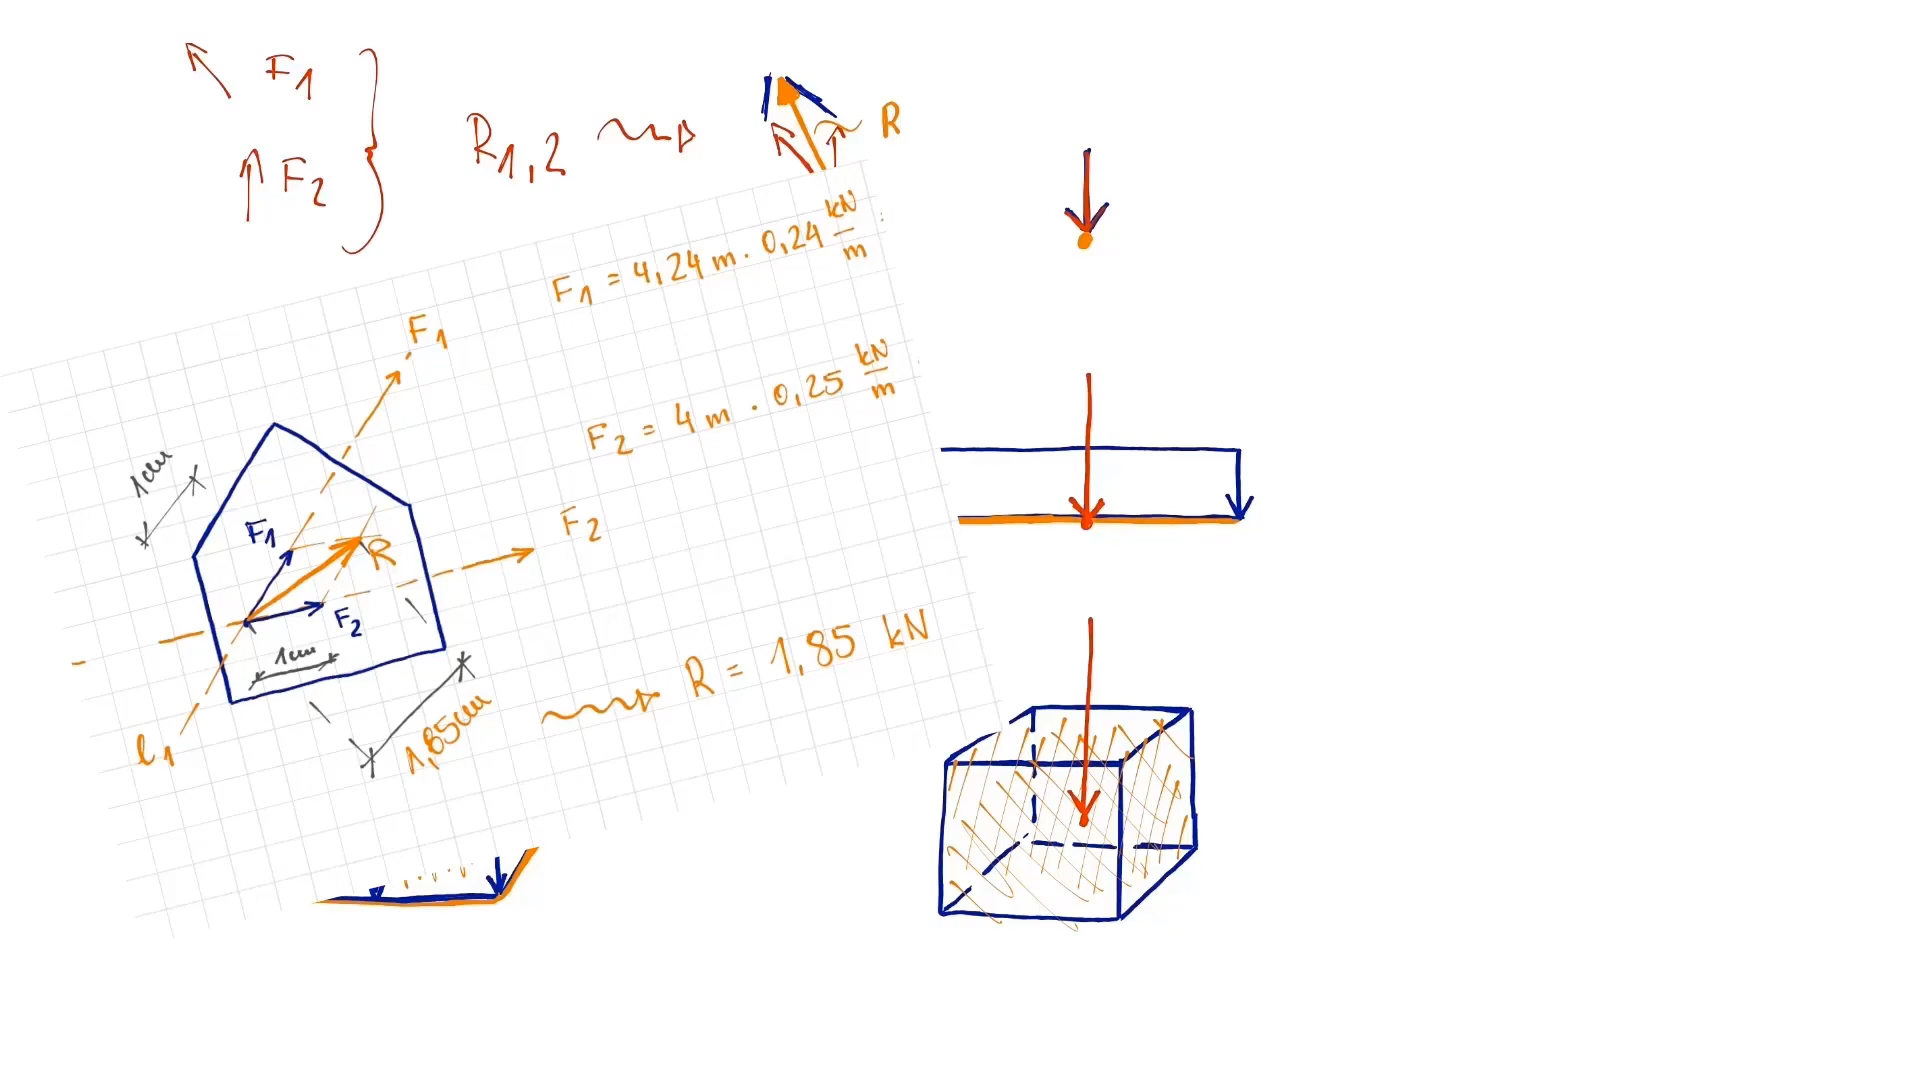 F1
F2
R1,2
R
F1 = 4,24 m · 0,24 kN/m
F2 = 4 m · 0,25 kN/m
F1
F2
1cm
F1
R
F2
1cm
l1
1,85cm
R = 1,85 kN